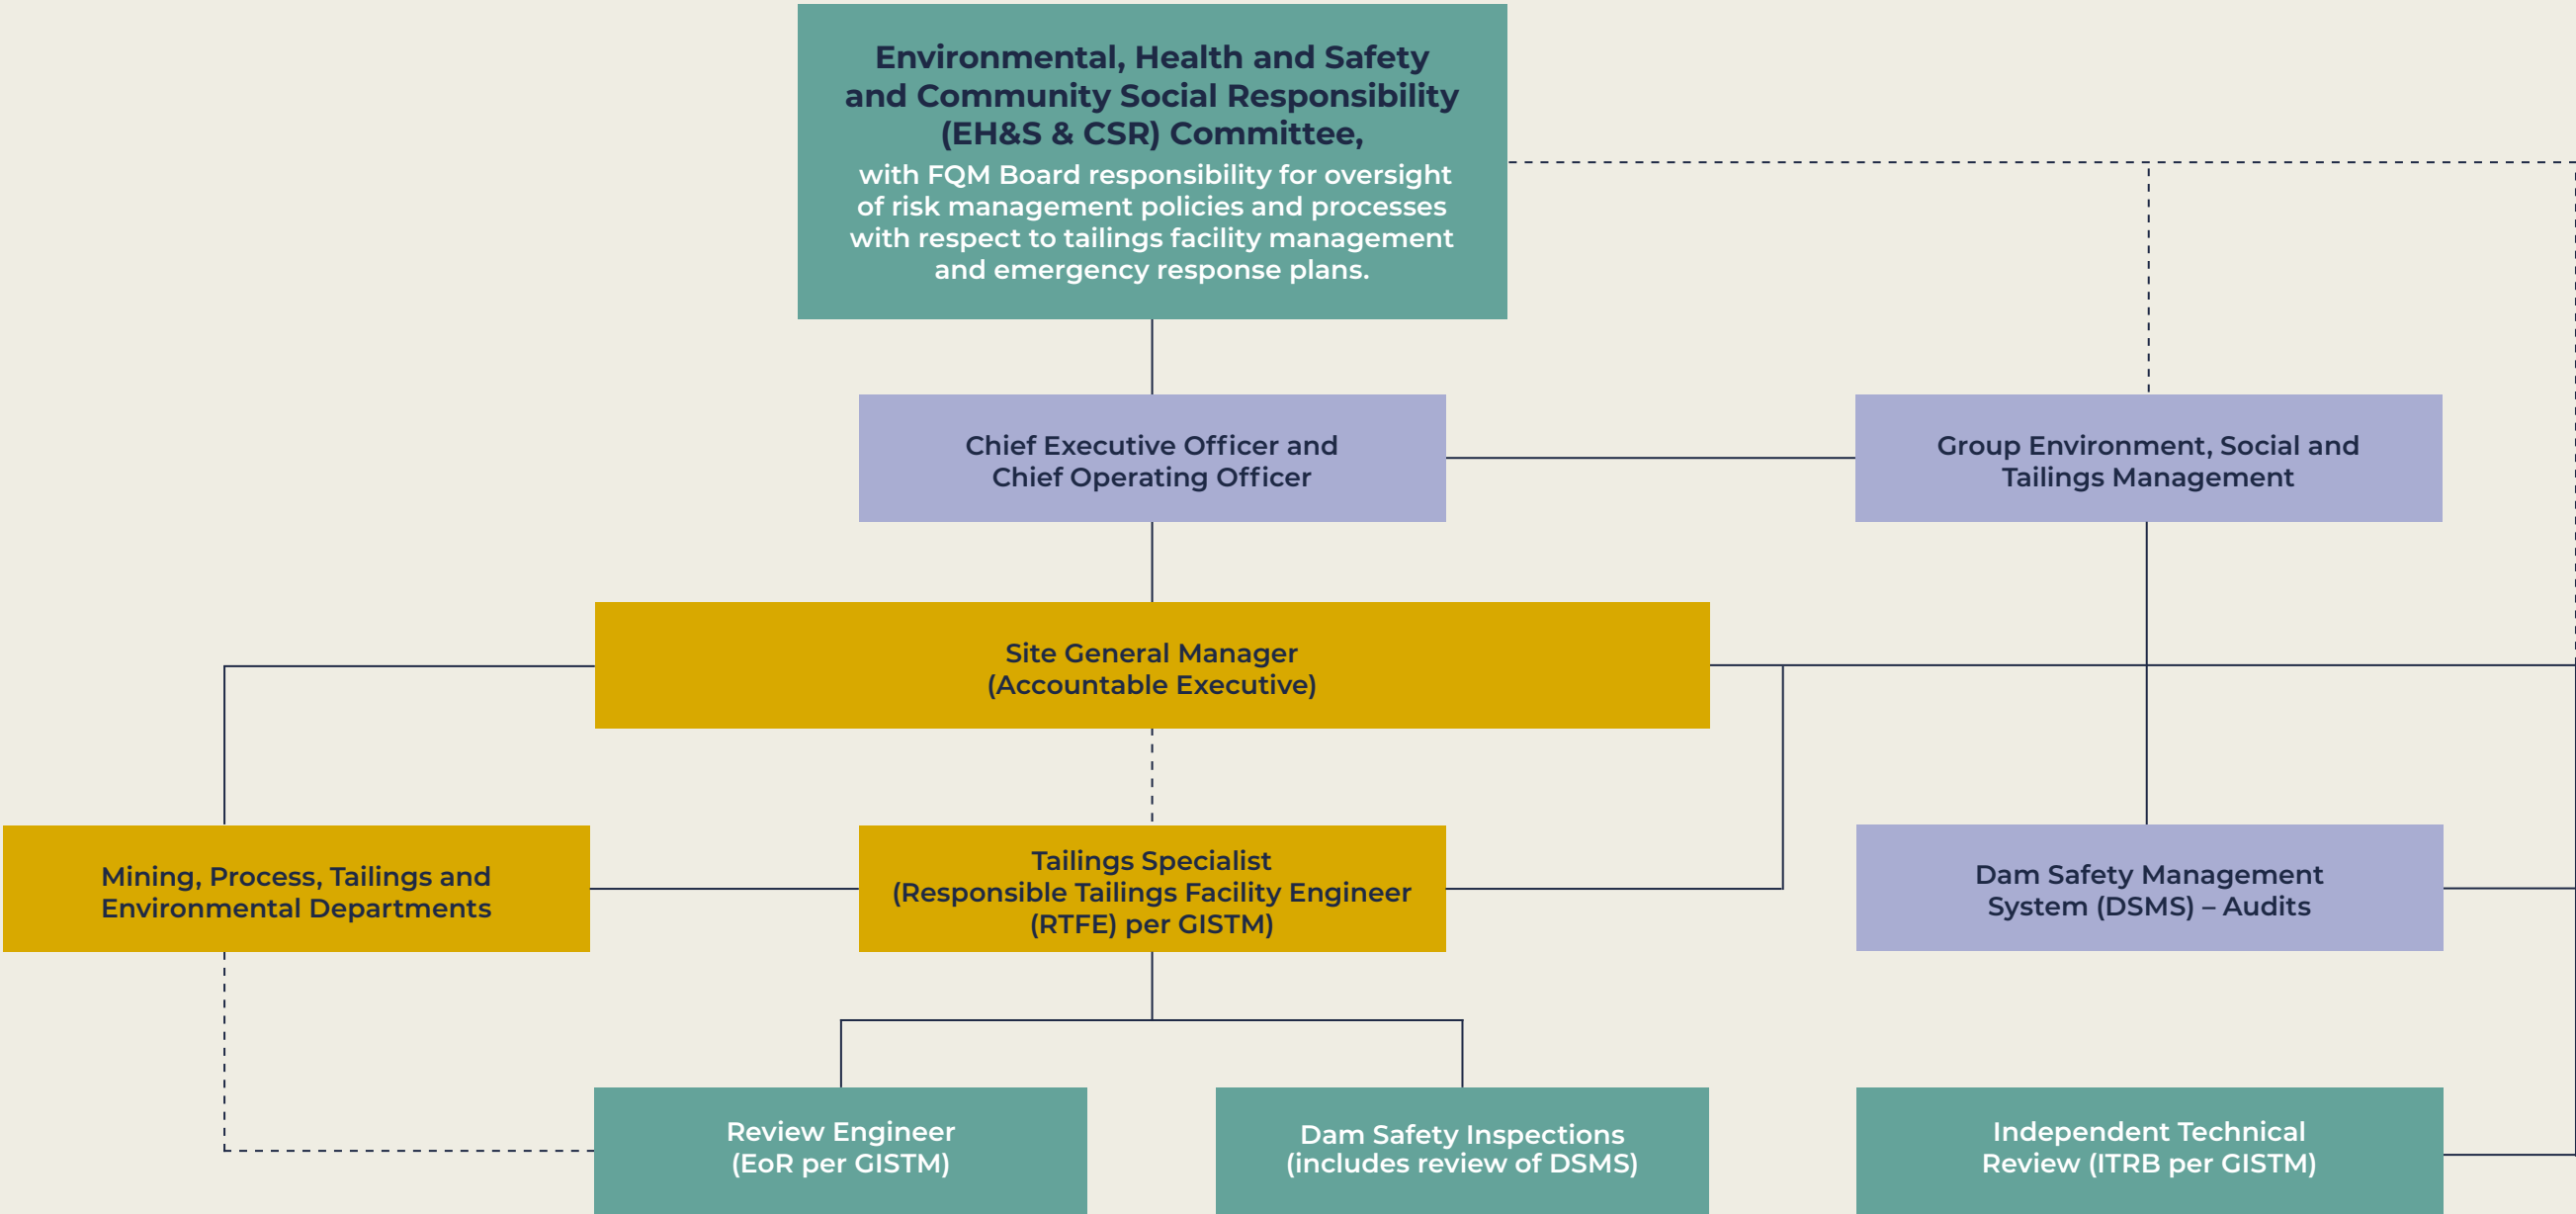 Environmental, Health and Safety
and Community Social Responsibility
(EH&S & CSR) Committee,
with FQM Board responsibility for oversight
of risk management policies and processes
with respect to tailings facility management
and emergency response plans.
Chief Executive Officer and
Chief Operating Officer
Group Environment, Social and
Tailings Management
Site General Manager
(Accountable Executive)
Mining, Process, Tailings and
Environmental Departments
Tailings Specialist
(Responsible Tailings Facility Engineer
(RTFE) per GISTM)
Dam Safety Management
System (DSMS) – Audits
Review Engineer
(EoR per GISTM)
Dam Safety Inspections
(includes review of DSMS)
Independent Technical
Review (ITRB per GISTM)